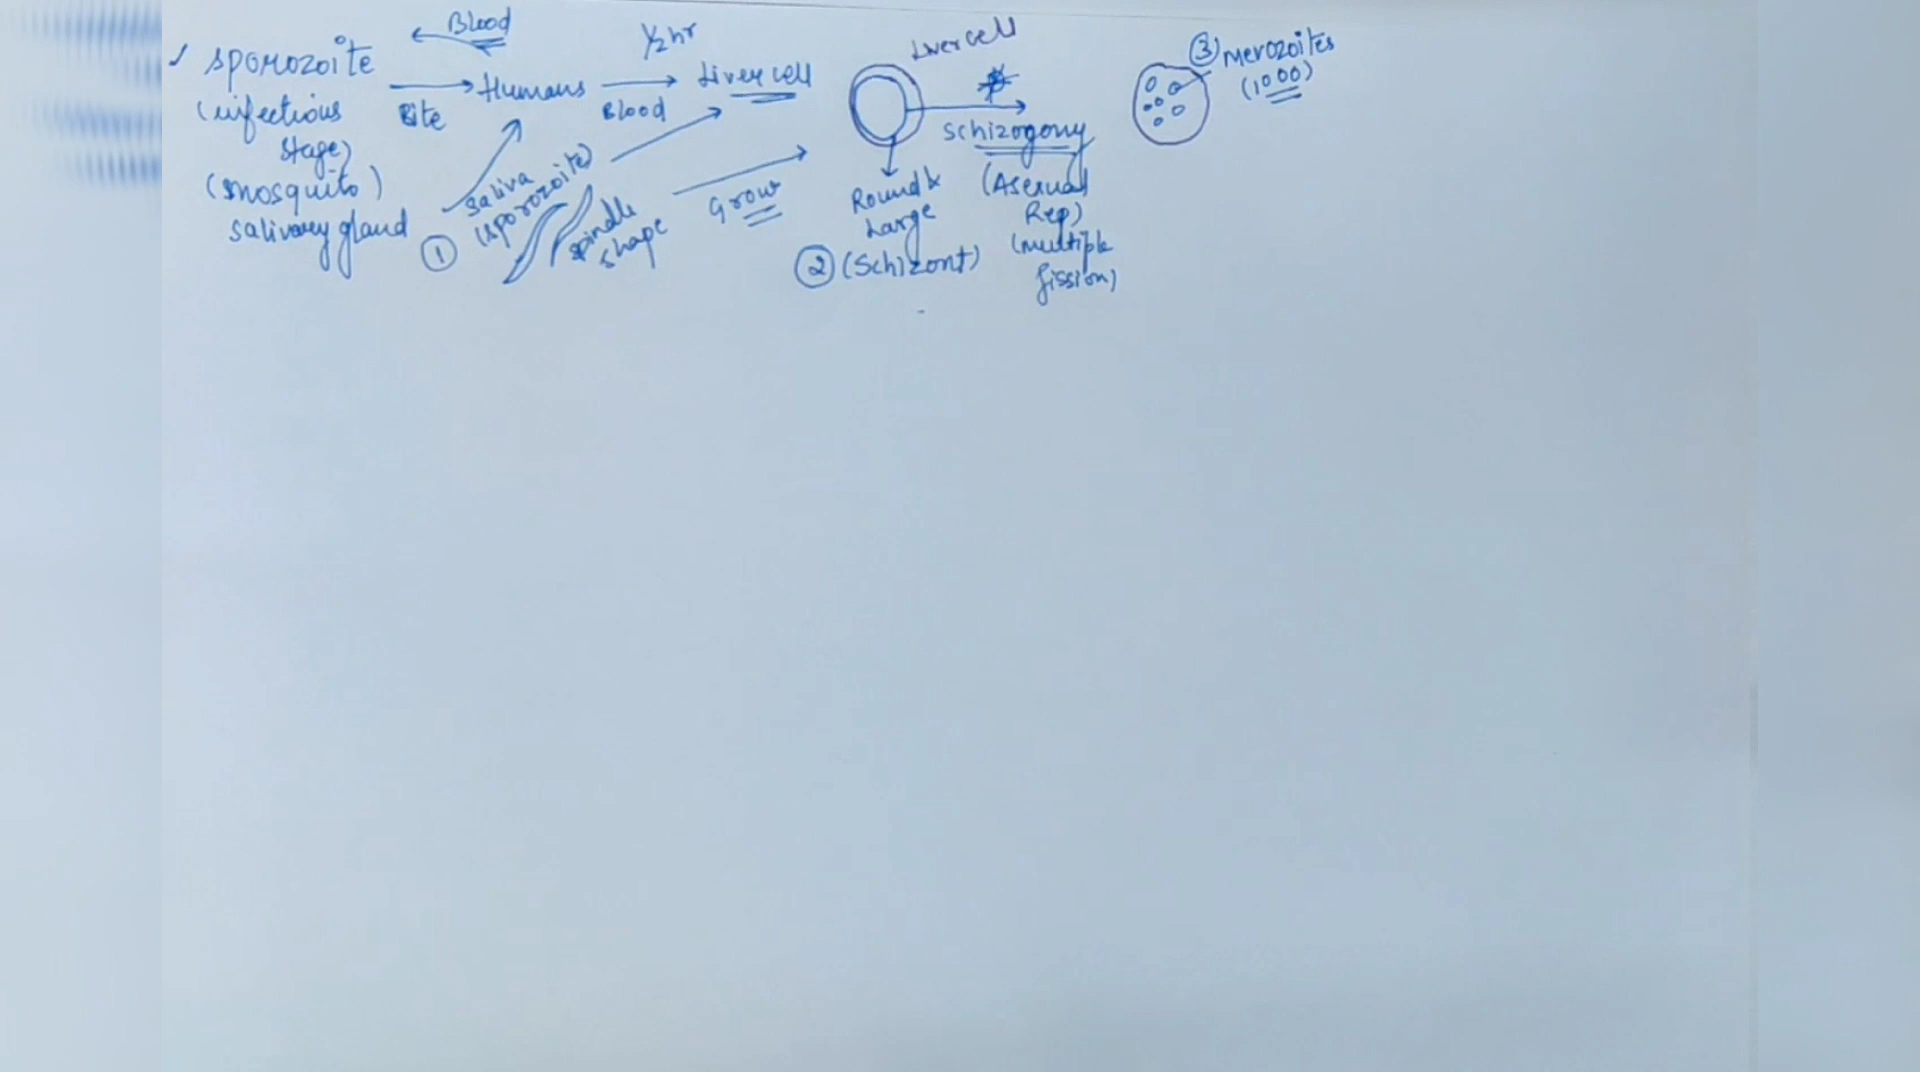 Blood
Sporozoite
(infectious
stage)
(mosquito)
salivary gland
Bite
Humans
1/2 hr
Blood
Liver cell
①
Saliva
(sporozoite)
spindle
shape
Grow
Liver cell
Round &
Large
② (Schizont)
Schizogony
(Asexual
Rep)
(multiple
fission)
③ merozoites
(1000)